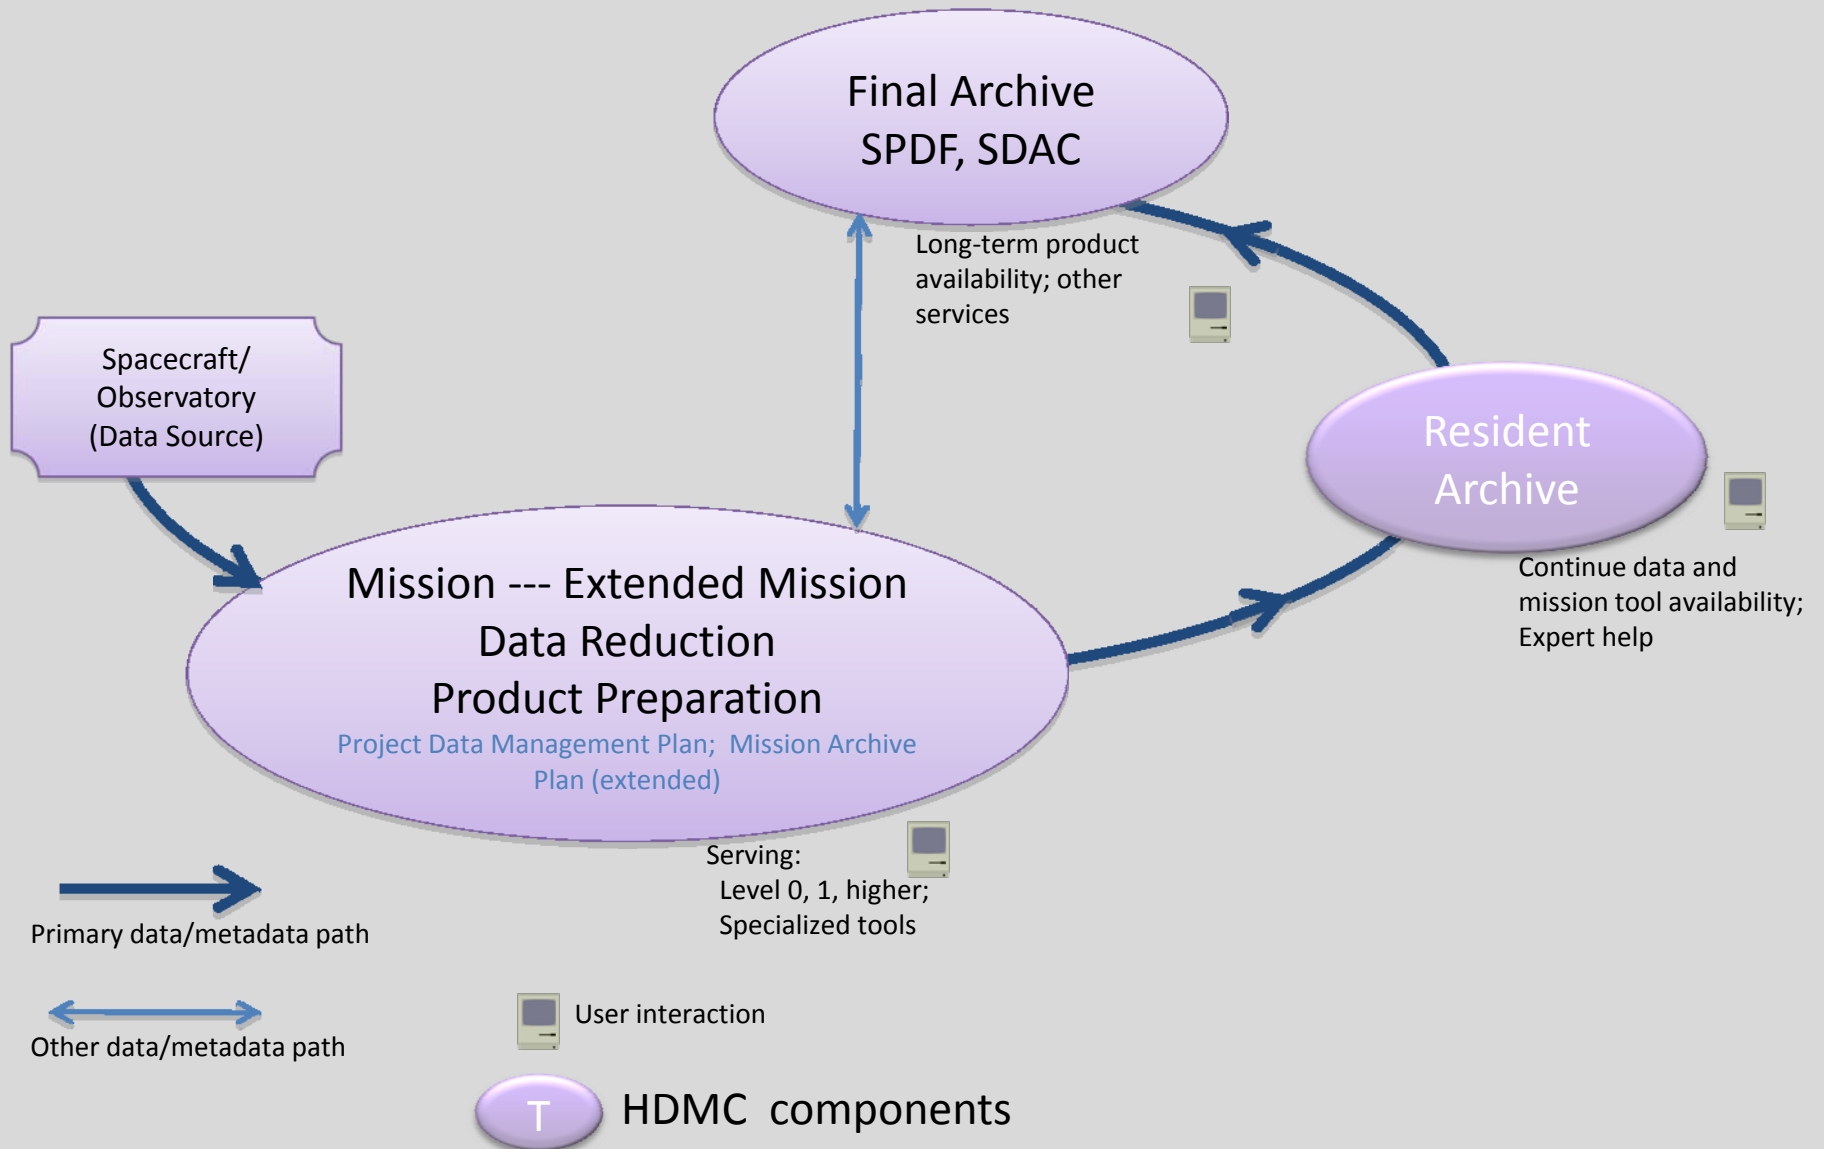 Final Archive
SPDF, SDAC
Long-term product
availability; other
services
Spacecraft/
Observatory
(Data Source)
Resident
Archive
Continue data and
mission tool availability;
Expert help
Mission --- Extended Mission
Data Reduction
Product Preparation
Project Data Management Plan;  Mission Archive
Plan (extended)
Serving:
Level 0, 1, higher;
Specialized tools
Primary data/metadata path
Other data/metadata path
User interaction
T
HDMC  components